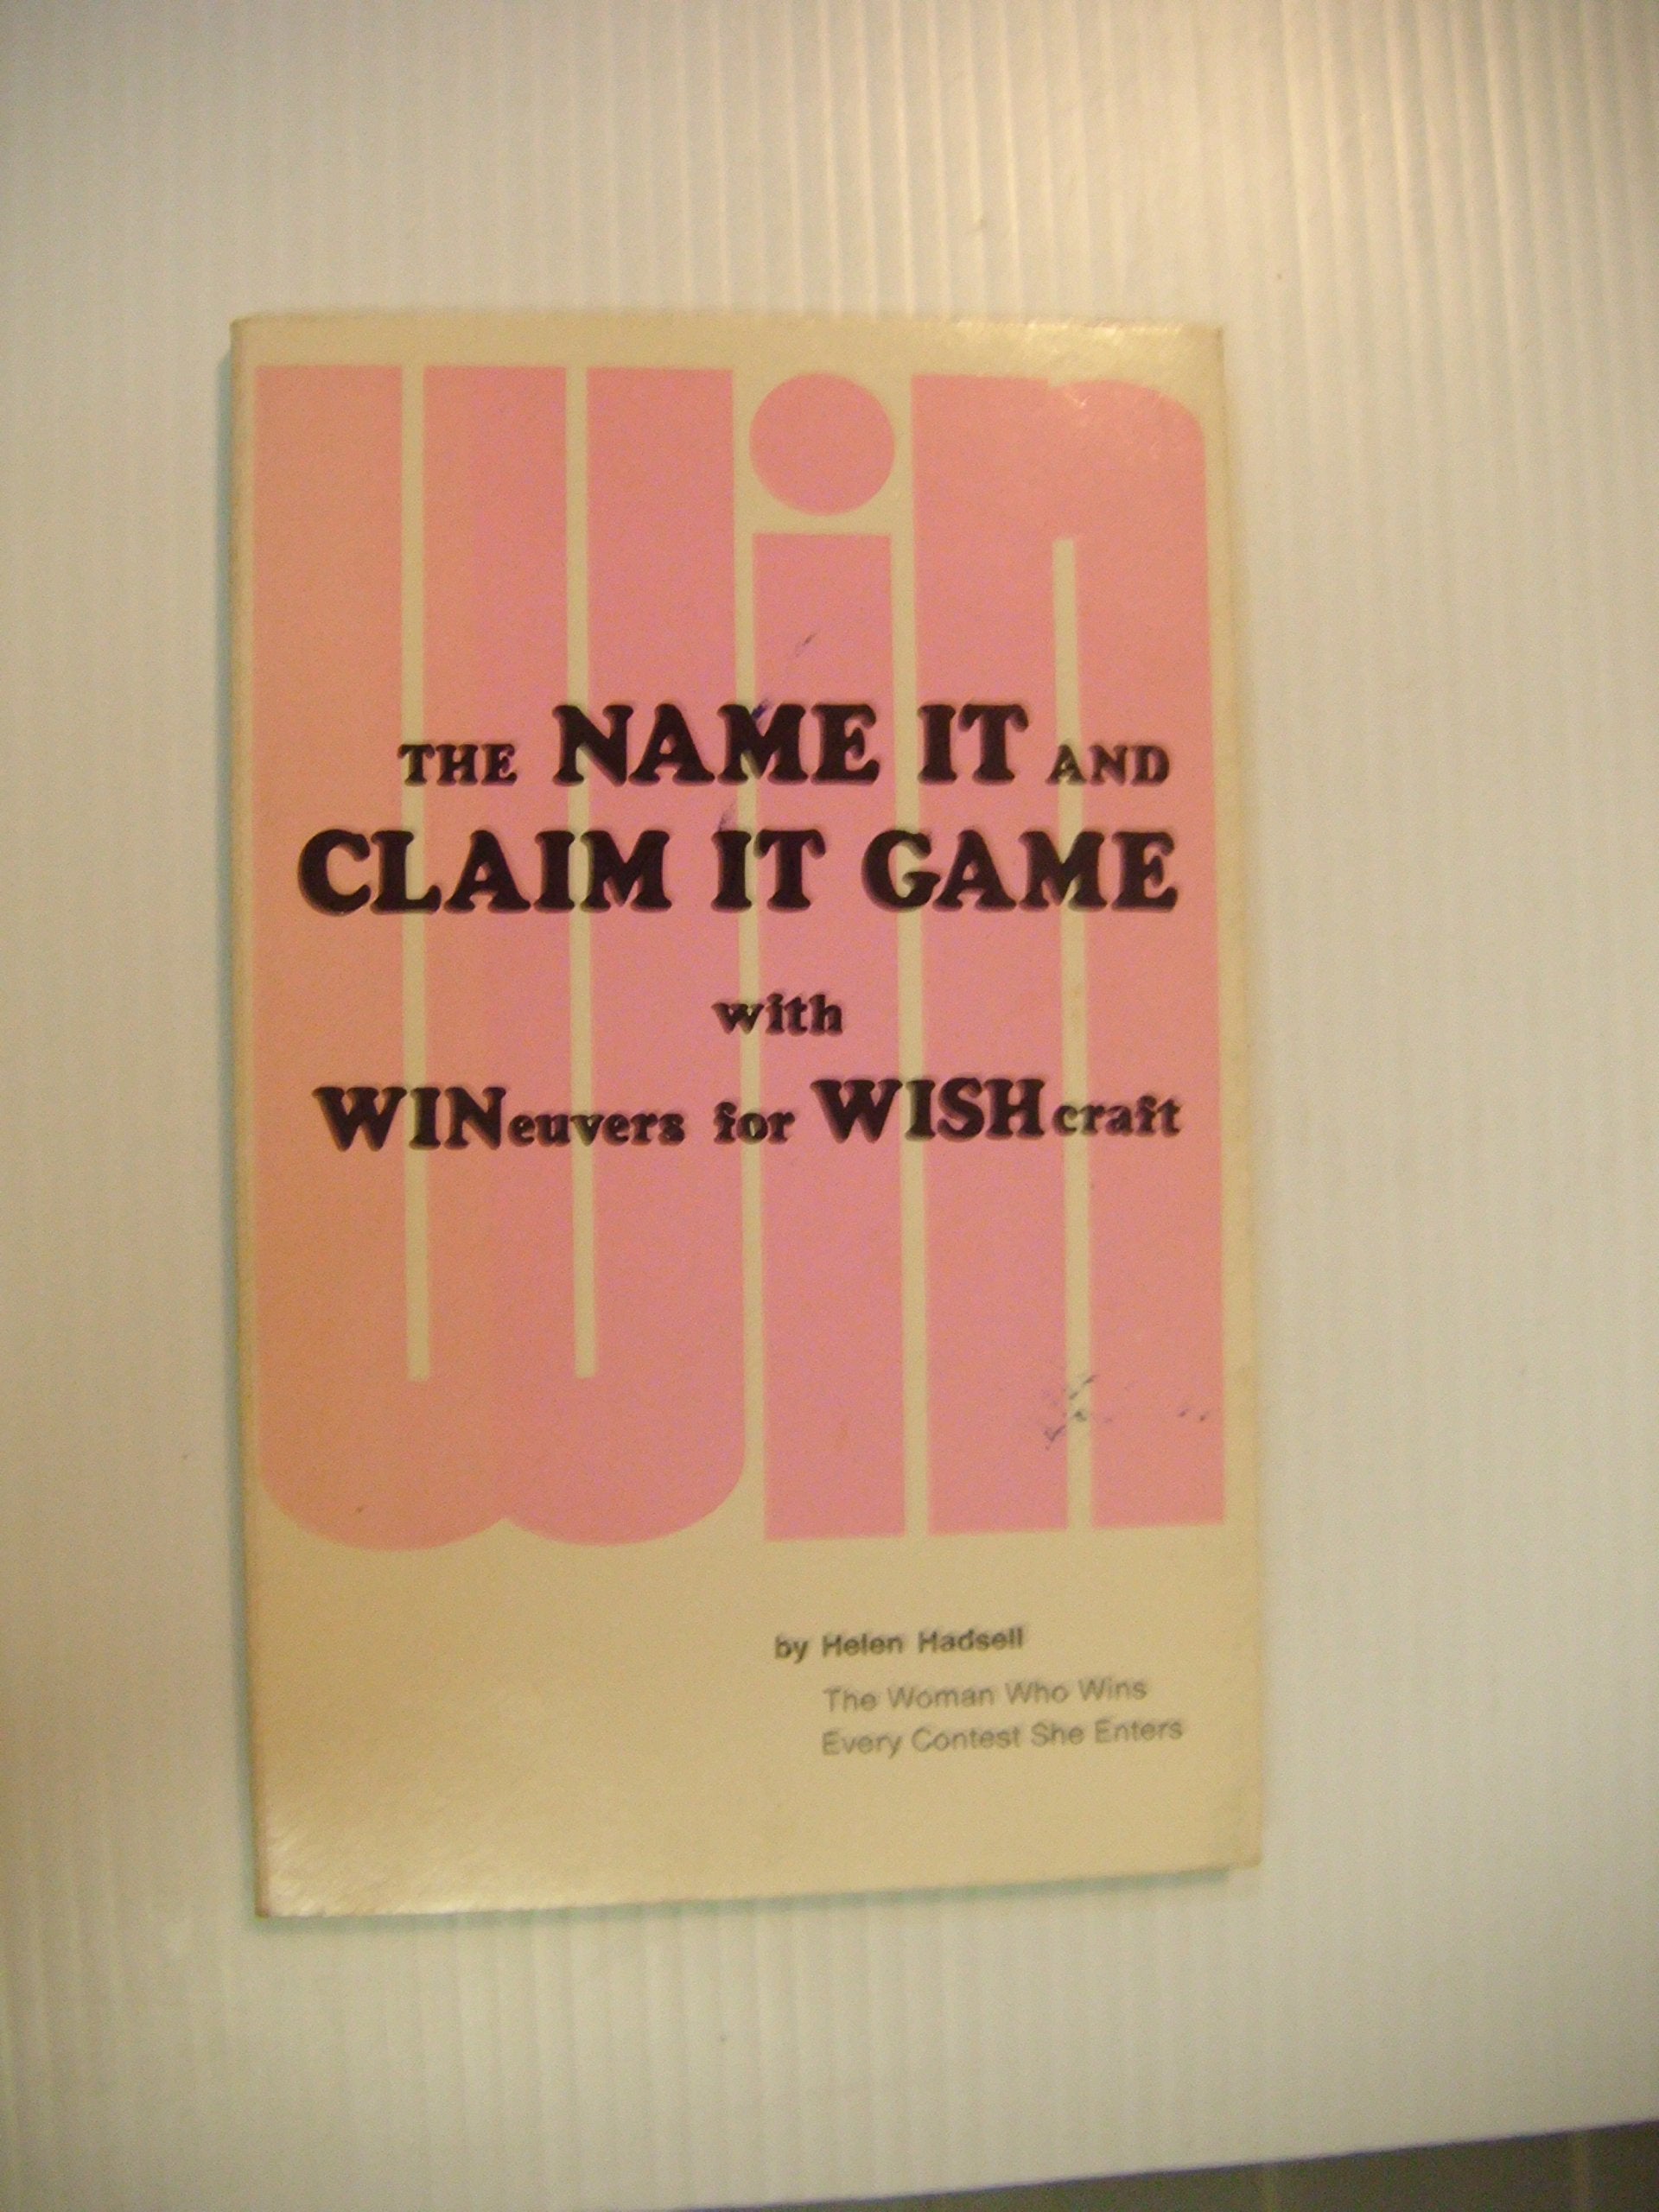 win
THE NAME IT AND
CLAIM IT GAME
with
WINeuvers for WISHcraft
by Helen Hadsell
The Woman Who Wins
Every Contest She Enters